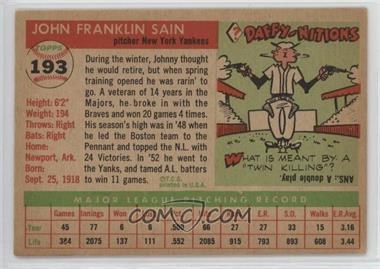 JOHN FRANKLIN SAIN
pitcher New York Yankees
TOPPS
193
Height: 6'2"
Weight: 194
Throws: Right
Bats: Right
Home:
Newport, Ark.
Born:
Sept. 25, 1918
During the winter, Johnny thought
he would retire, but when spring
training opened he was rarin' to
go. A veteran of 14 years in the
Majors, he broke in with the
Braves and won 20 games 4 times.
His season's high was in '48 when
he led the Boston team to the
Pennant and topped the N.L. with
24 Victories. In '52 he went to
the Yanks, and tamed A.L. batters
to win 11 games.
©T.C.G.
printed in U.S.A.
? DAFFY-NITIONS
WHAT IS MEANT BY A
"TWIN KILLING"?
ANS.: A double play.
MAJOR LEAGUE PITCHING RECORD
Games Innings Won Lost Pct. Hits Runs E.R. S.O. Walks E.R.Avg.
Year 45 77 6 6 .500 66 27 27 33 15 3.16
Life 384 2075 137 111 .552 2066 927 793 893 608 3.44